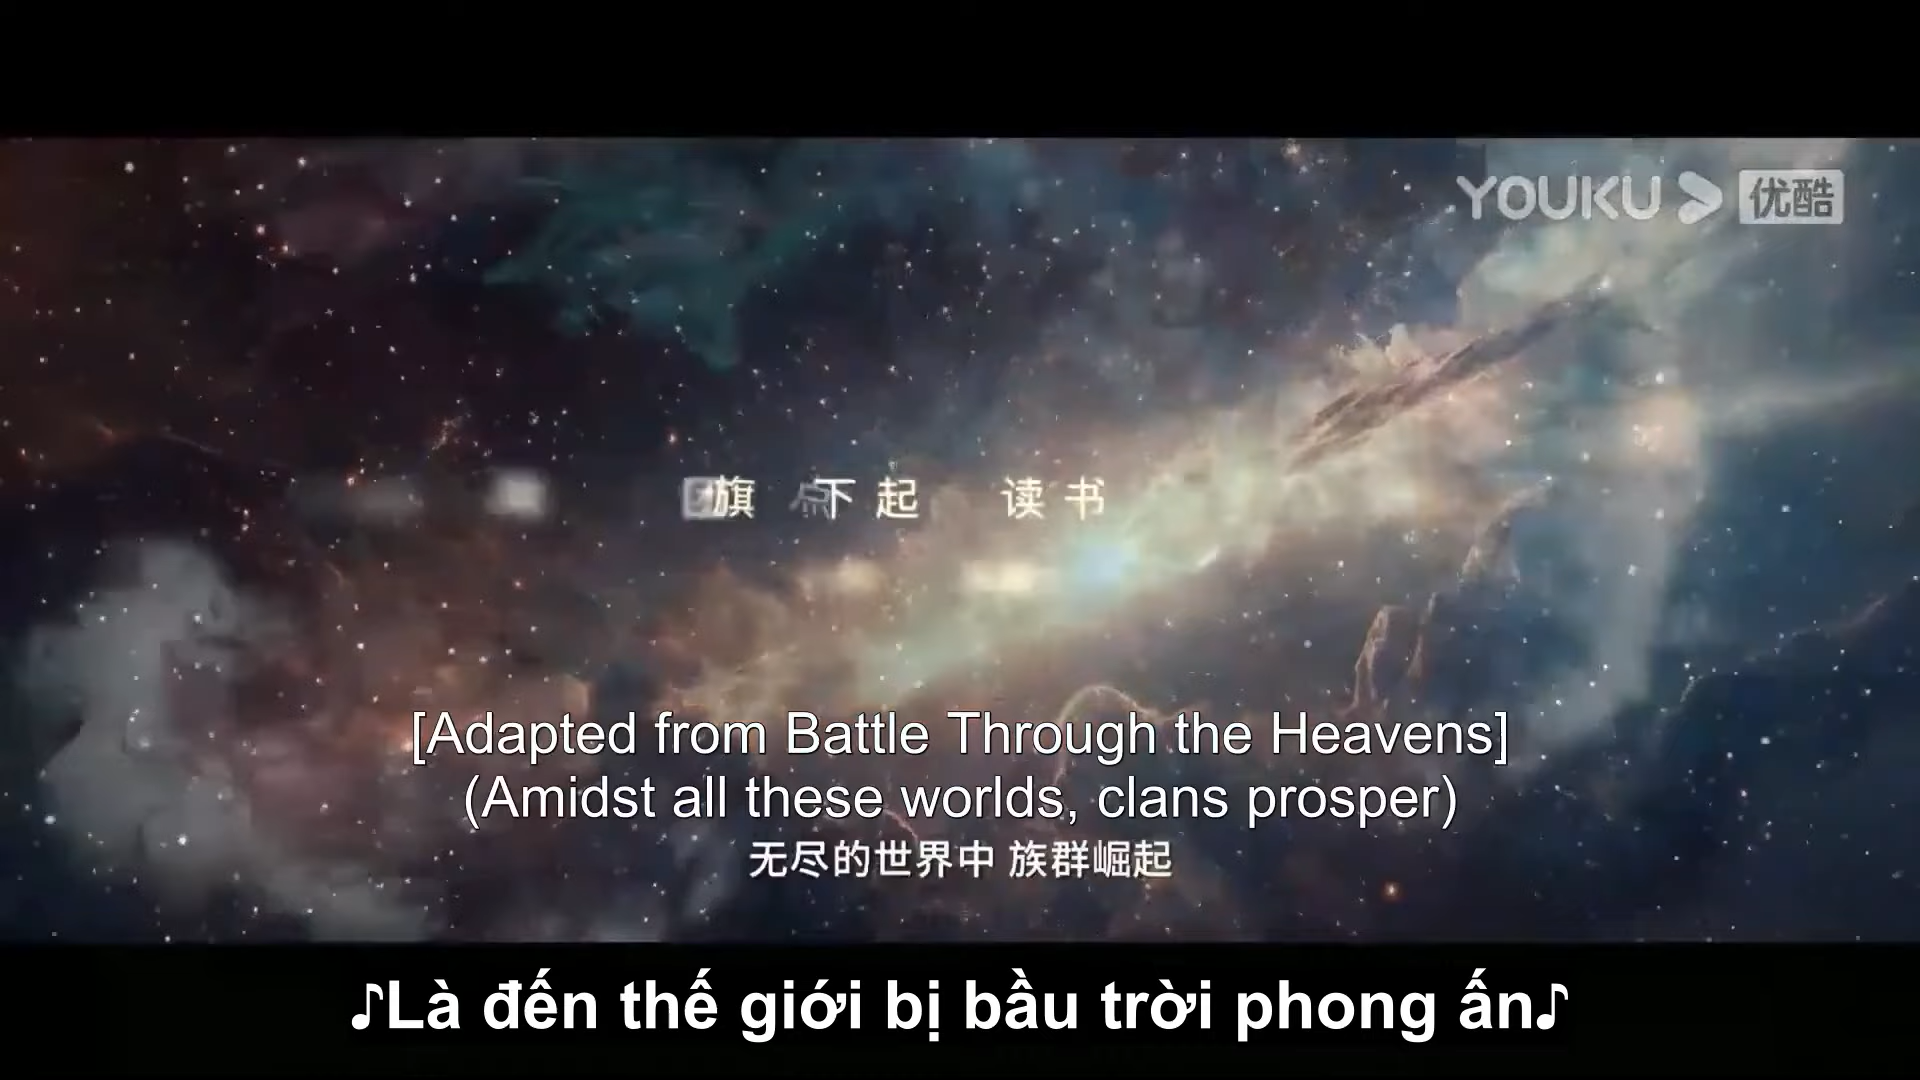 YOUKU 优酷
旗下起 读书
[Adapted from Battle Through the Heavens]
(Amidst all these worlds, clans prosper)
无尽的世界中 族群崛起
♪Là đến thế giới bị bầu trời phong ấn♪